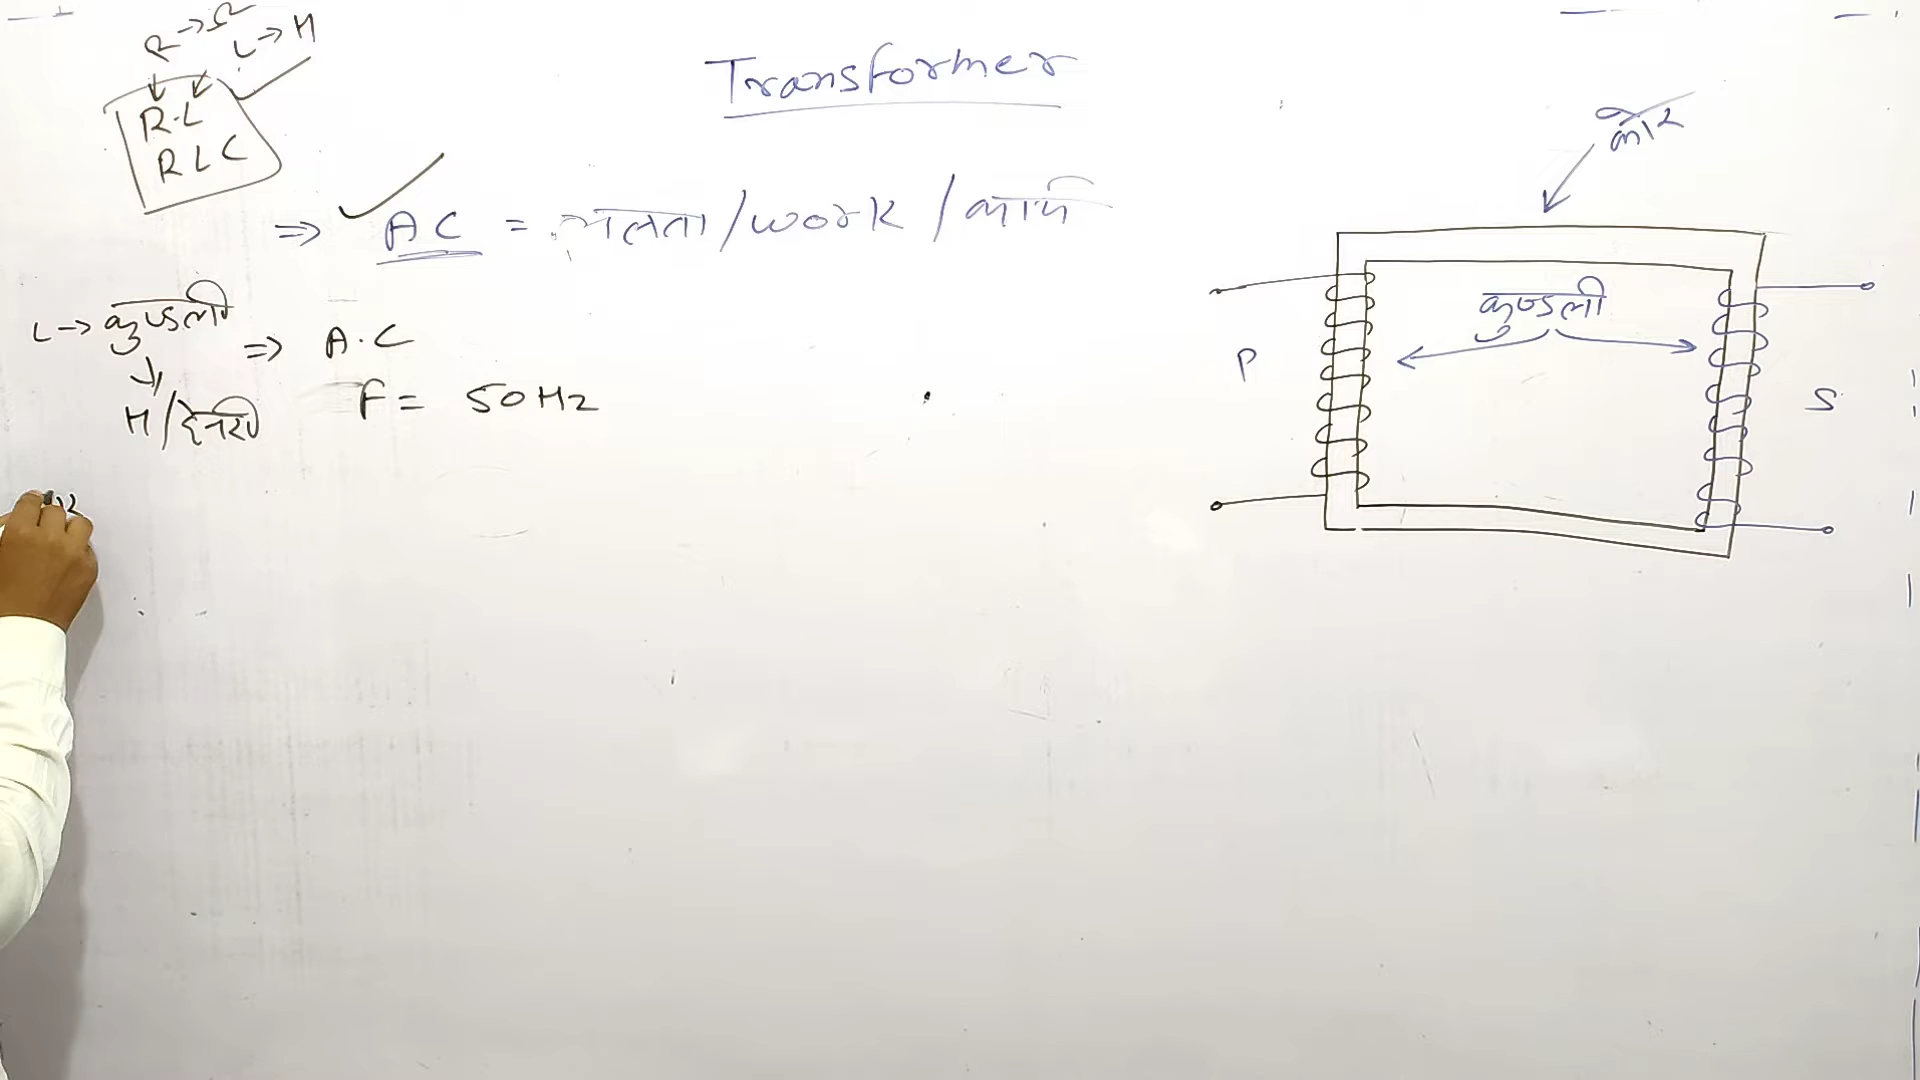 R→Ω
L→H
R-L
RLC
Transformer
कोर
⇒ AC = चलता/work/कार्य
L→ कुण्डली ⇒ A.C
H/हेनरी F = 50Hz
कुण्डली
P
S